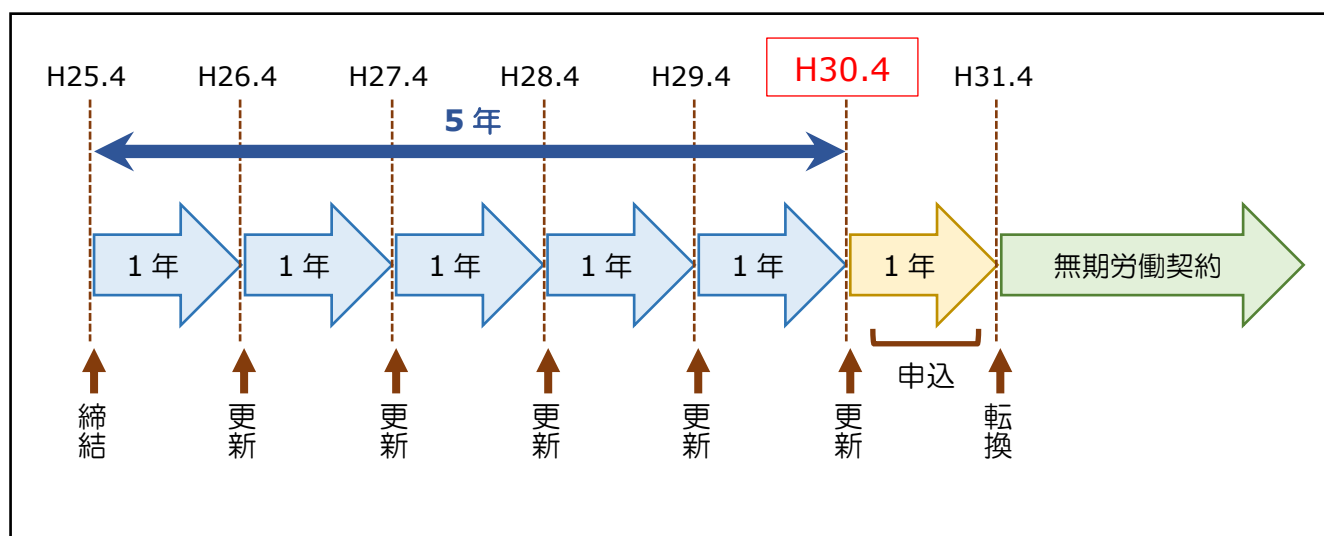 H25.4
H26.4
H27.4
H28.4
H29.4
H30.4
H31.4
5年
1年
1年
1年
1年
1年
1年
無期労働契約
申込
締結
更新
更新
更新
更新
更新
転換